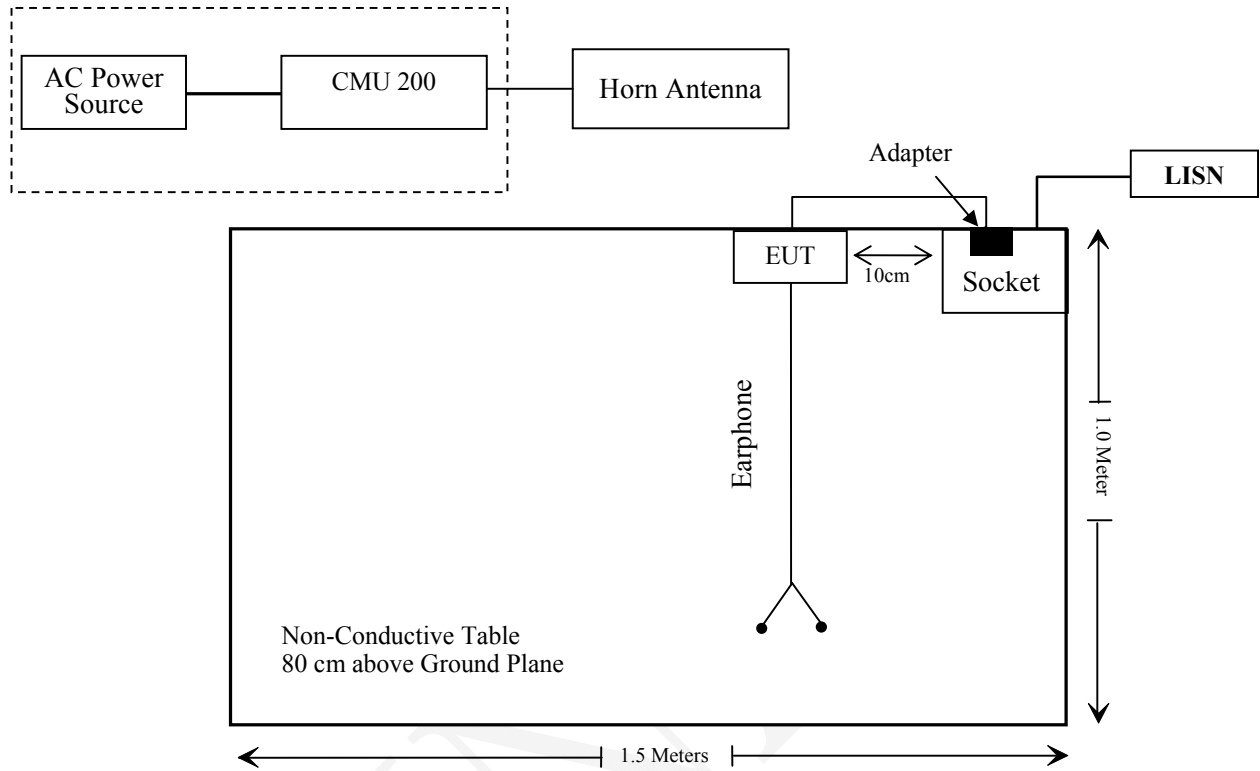 AC Power
Source
CMU 200
Horn Antenna
Adapter
LISN
EUT
10cm
Socket
Earphone
1.0 Meter
Non-Conductive Table
80 cm above Ground Plane
1.5 Meters